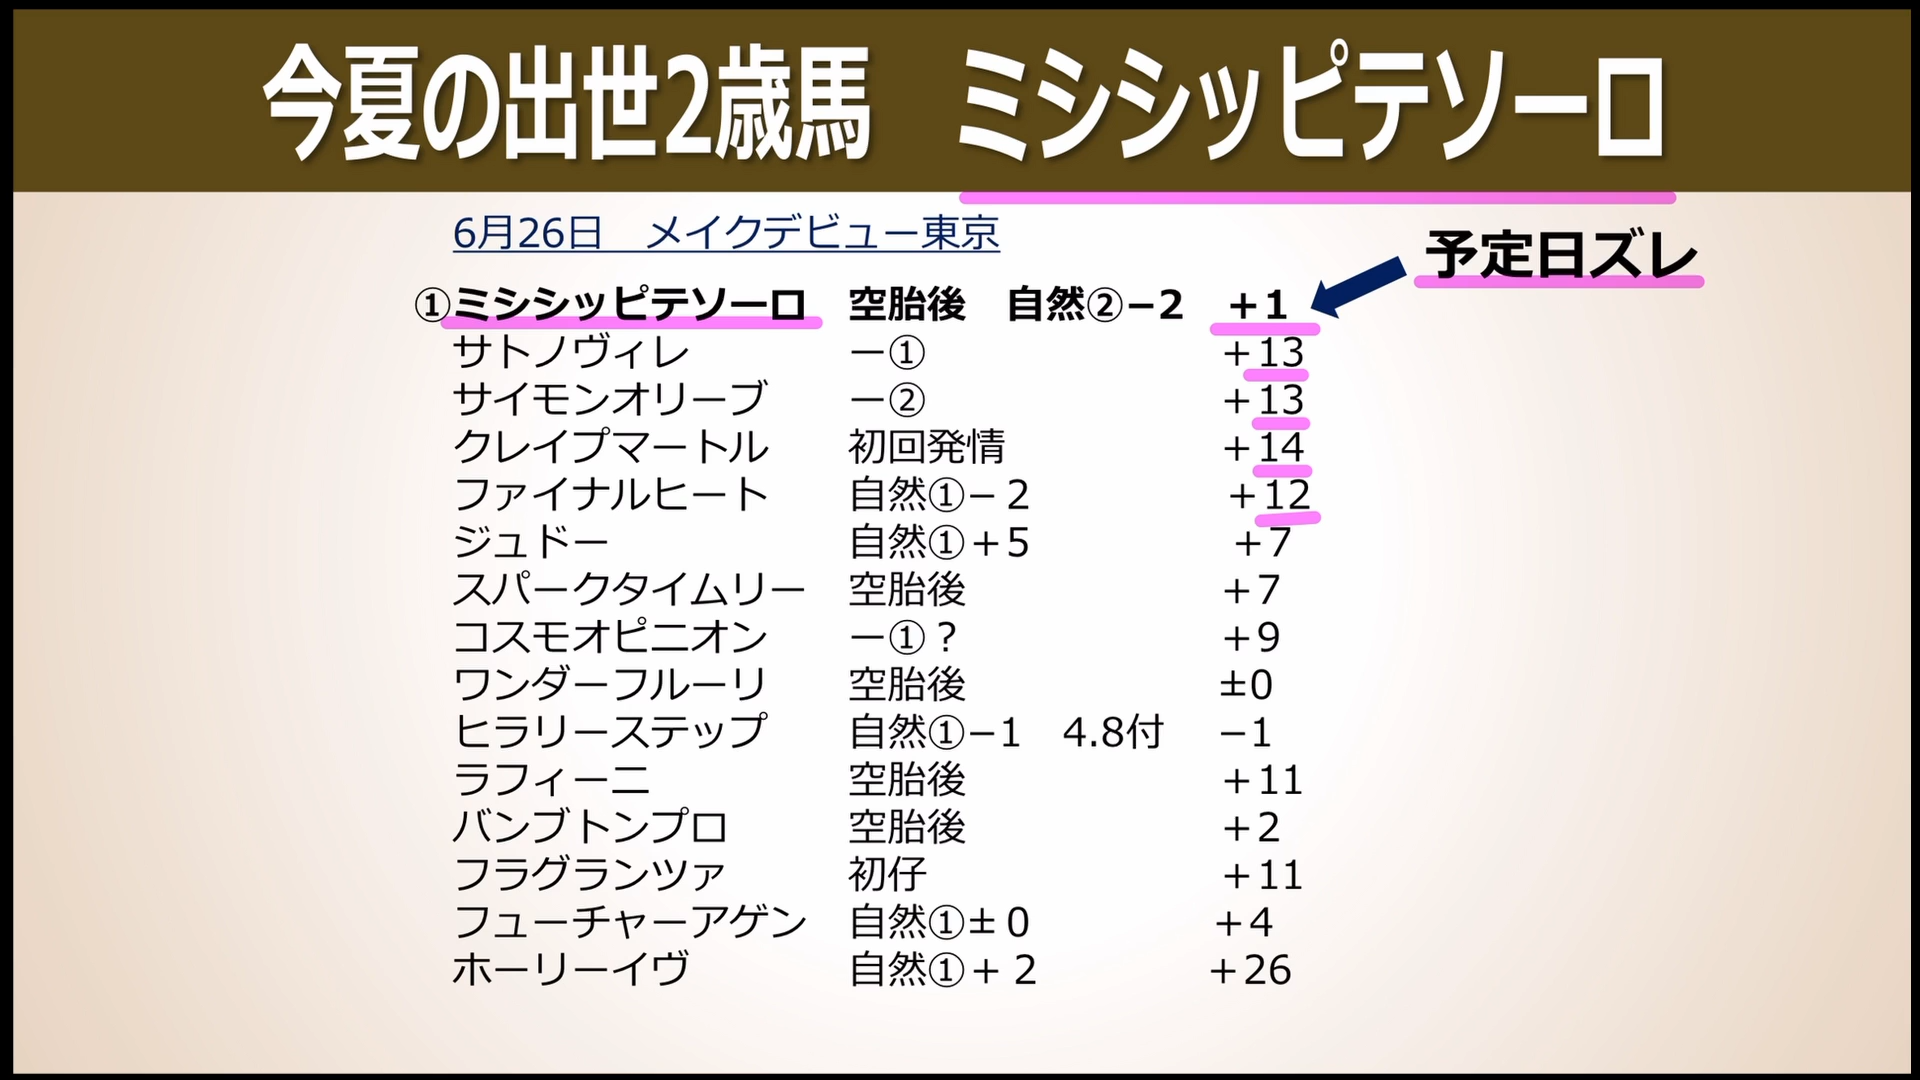 今夏の出世2歳馬　ミシシッピテソーロ
6月26日　メイクデビュー東京
予定日ズレ
①ミシシッピテソーロ　空胎後　自然②−2　+1
サトノヴィレ　ー①　+13
サイモンオリーブ　ー②　+13
クレイプマートル　初回発情　+14
ファイナルヒート　自然①−2　+12
ジュドー　自然①+5　+7
スパークタイムリー　空胎後　+7
コスモオピニオン　ー①？　+9
ワンダーフルーリ　空胎後　±0
ヒラリーステップ　自然①−1　4.8付　−1
ラフィーニ　空胎後　+11
バンブトンプロ　空胎後　+2
フラグランツァ　初仔　+11
フューチャーアゲン　自然①±0　+4
ホーリーイヴ　自然①+2　+26